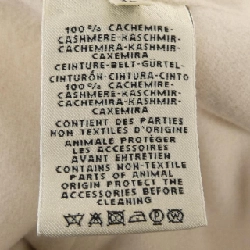 100% CACHEMIRE-
CASHMERE-KASCHMIR-
CACHEMIRA-KASHMIR-
CAXEMIRA
CEINTURE-BELT-GÜRTEL-
CINTURÓN-CINTURA-CINTO
100% CACHEMIRE-
CASHMERE-KASCHMIR-
CACHEMIRA-KASHMIR-
CAXEMIRA
CONTIENT DES PARTIES
NON TEXTILES D'ORIGINE
ANIMALE PROTÉGER
LES ACCESSOIRES
AVANT ENTRETIEN
CONTAINS NON-TEXTILE
PARTS OF ANIMAL
ORIGIN PROTECT THE
ACCESSORIES BEFORE
CLEANING